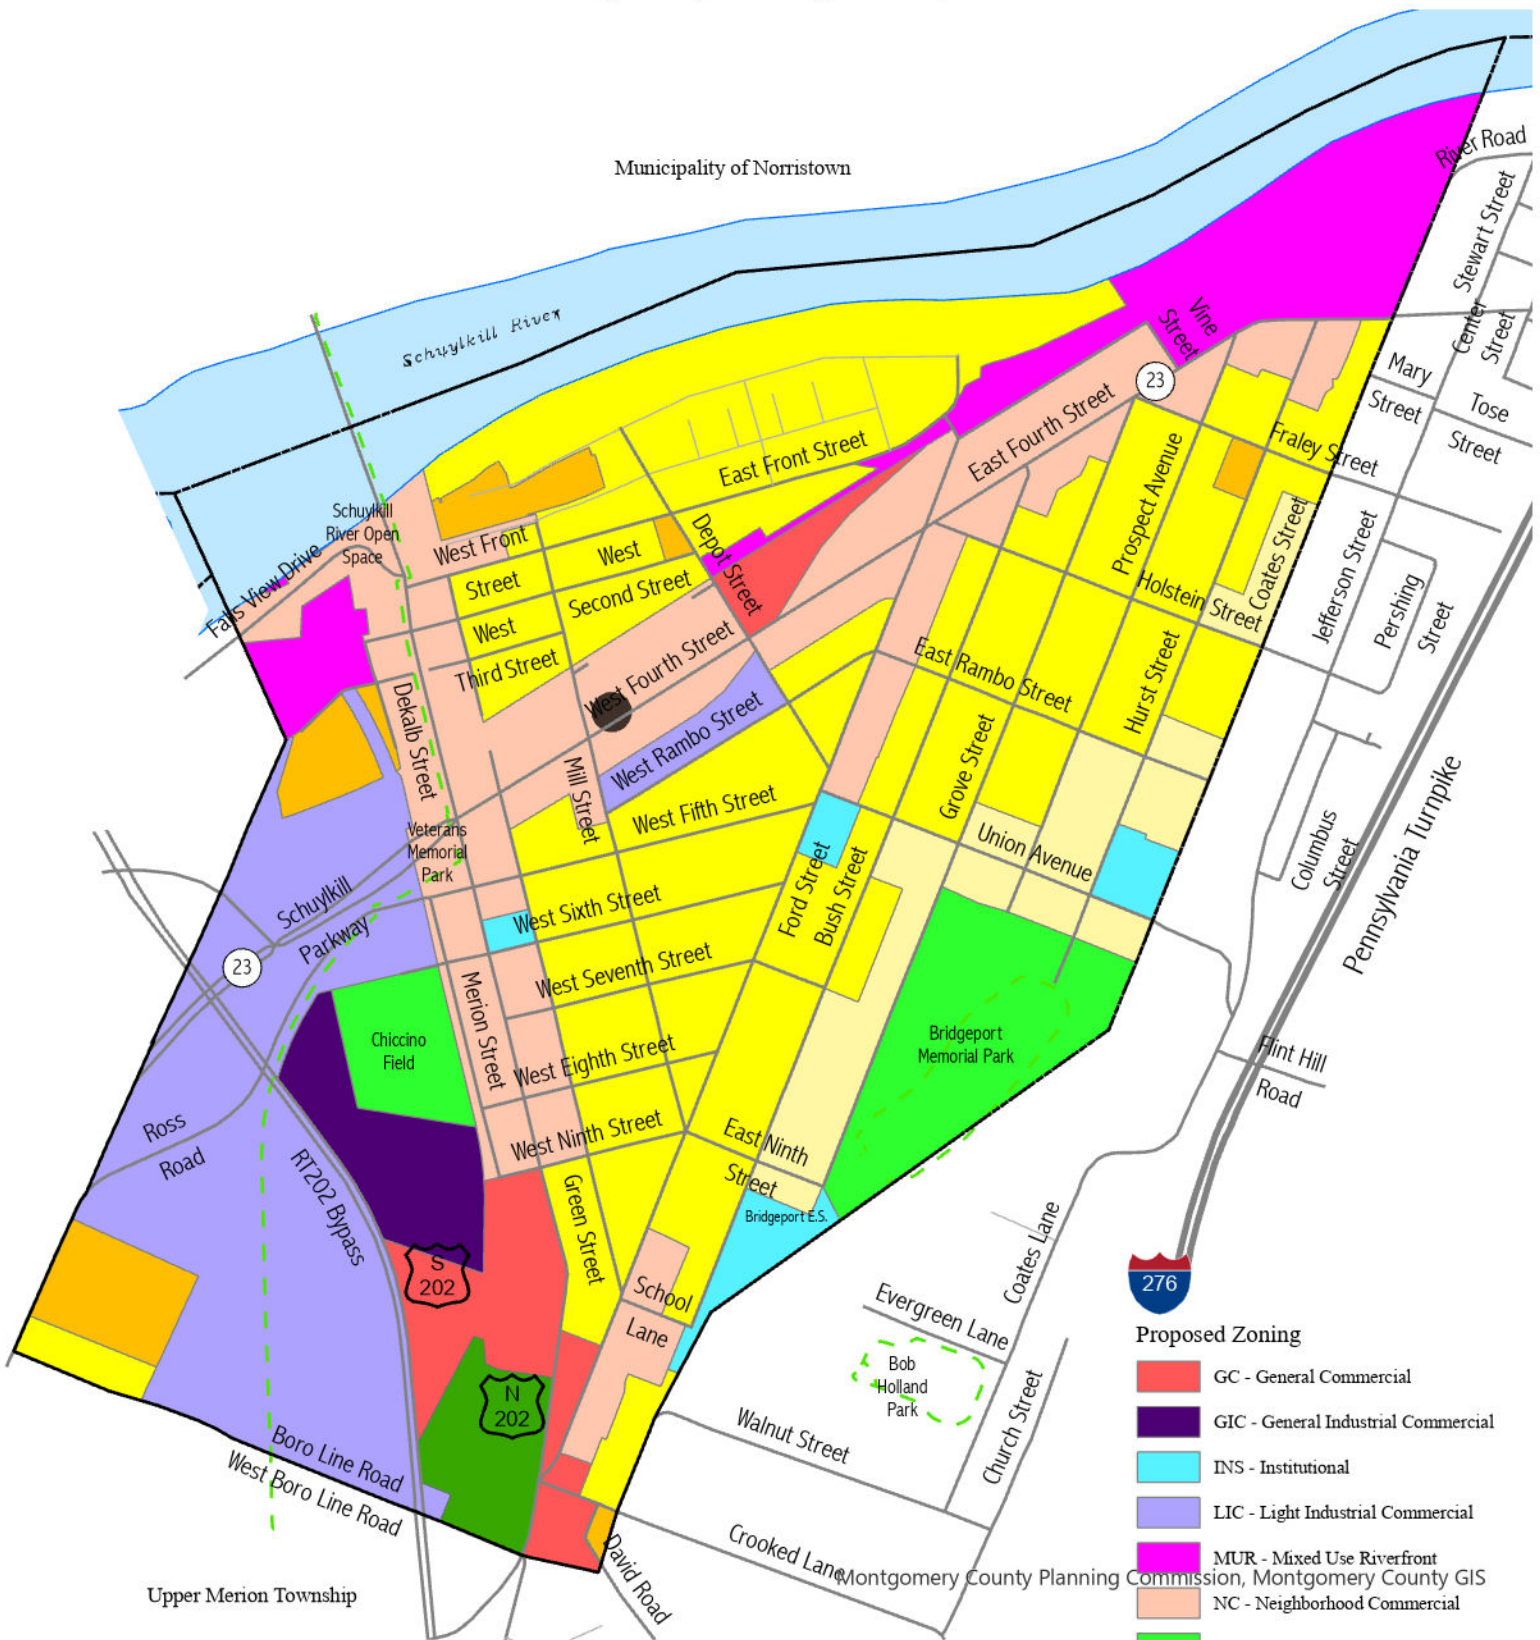 Municipality of Norristown
River Road
Stewart Street
Schuylkill River
Vine
Street
Center
Street
23
Mary
Street
Tose
Street
East Fourth Street
Fraley Street
East Front Street
Prospect Avenue
Schuylkill
River Open
Space
West Front
Street
West
Second Street
Depot Street
Coates Street
Jefferson Street
Holstein Street
Pershing
Street
Falls View Drive
West
Third Street
West Fourth Street
East Rambo Street
Hurst Street
Dekalb Street
West Rambo Street
Grove Street
Mill Street
West Fifth Street
Pennsylvania Turnpike
Veterans
Memorial
Park
Union Avenue
Columbus
Street
Schuylkill
Parkway
West Sixth Street
Ford Street
Bush Street
23
West Seventh Street
Merion Street
Chiccino
Field
Bridgeport
Memorial Park
West Eighth Street
Flint Hill
Road
Ross
Road
West Ninth Street
East Ninth
Street
RT202 Bypass
Green Street
Bridgeport E.S.
Coates Lane
S
202
276
School
Lane
Evergreen Lane
Proposed Zoning
Bob
Holland
Park
GC - General Commercial
N
202
Church Street
GIC - General Industrial Commercial
Walnut Street
Boro Line Road
West Boro Line Road
INS - Institutional
LIC - Light Industrial Commercial
Crooked Lane
David Road
MUR - Mixed Use Riverfront
Montgomery County Planning Commission, Montgomery County GIS
Upper Merion Township
NC - Neighborhood Commercial